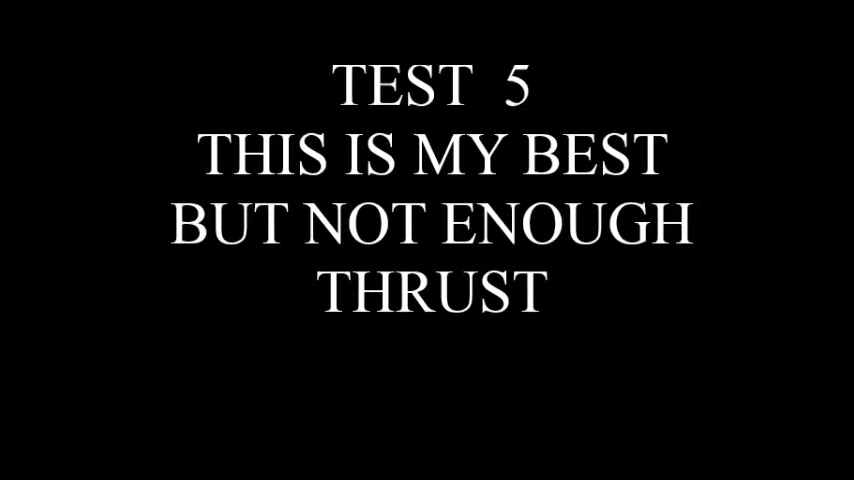 TEST  5
THIS IS MY BEST
BUT NOT ENOUGH
THRUST